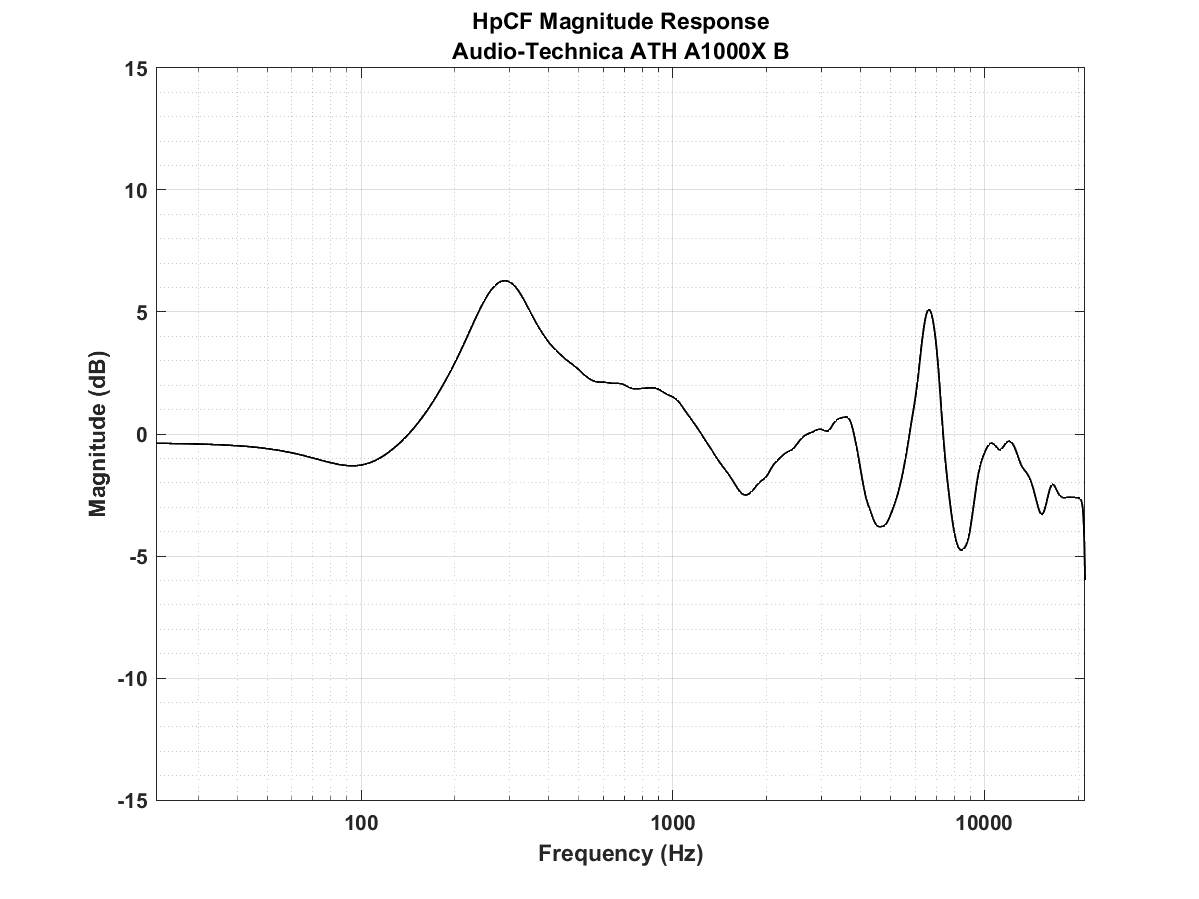 HpCF Magnitude Response
Audio-Technica ATH A1000X B
15
10
5
0
-5
-10
-15
Magnitude (dB)
100 1000 10000
Frequency (Hz)